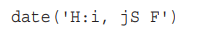 date('H:i, jS F')